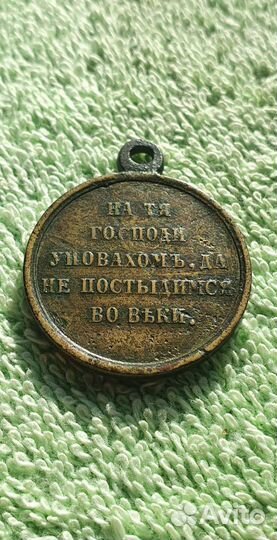 НА ТЯ
ГОСПОДИ
УПОВАХОМЪ, ДА
НЕ ПОСТЫДИМСЯ
ВО ВѢКИ.
Avito